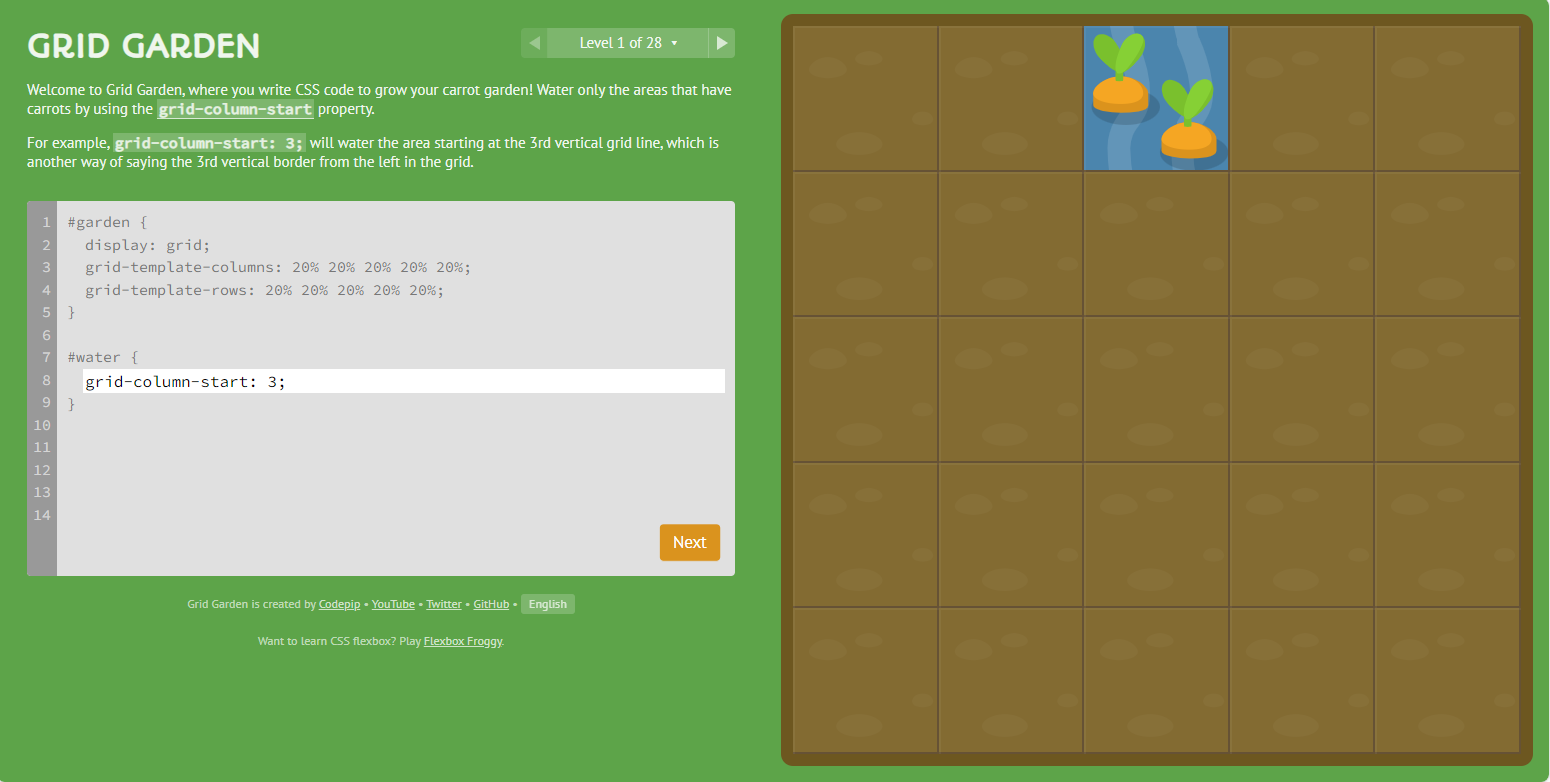 GRID GARDEN
Level 1 of 28 ▾
Welcome to Grid Garden, where you write CSS code to grow your carrot garden! Water only the areas that have
carrots by using the grid-column-start property.
For example, grid-column-start: 3; will water the area starting at the 3rd vertical grid line, which is
another way of saying the 3rd vertical border from the left in the grid.
1 #garden {
2   display: grid;
3   grid-template-columns: 20% 20% 20% 20% 20%;
4   grid-template-rows: 20% 20% 20% 20% 20%;
5 }
6
7 #water {
8   grid-column-start: 3;
9 }
10
11
12
13
14
Next
Grid Garden is created by Codepip • YouTube • Twitter • GitHub • English
Want to learn CSS flexbox? Play Flexbox Froggy.